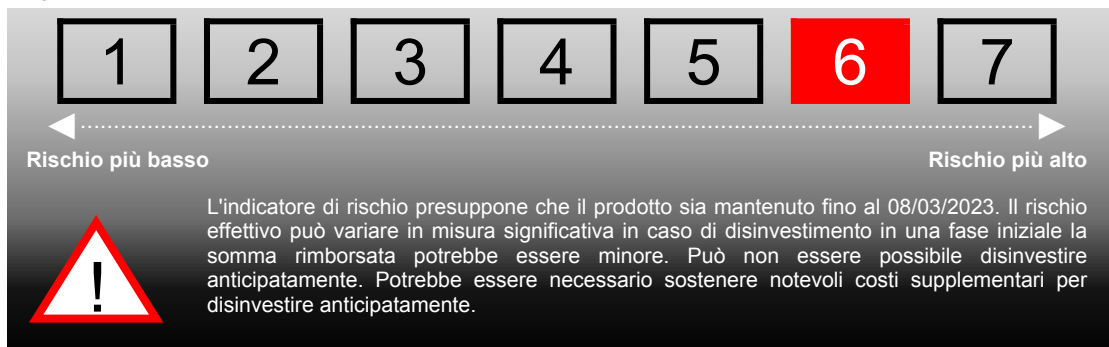 1 2 3 4 5 6 7
Rischio più basso Rischio più alto
L'indicatore di rischio presuppone che il prodotto sia mantenuto fino al 08/03/2023. Il rischio
effettivo può variare in misura significativa in caso di disinvestimento in una fase iniziale la
somma rimborsata potrebbe essere minore. Può non essere possibile disinvestire
anticipatamente. Potrebbe essere necessario sostenere notevoli costi supplementari per
disinvestire anticipatamente.
!